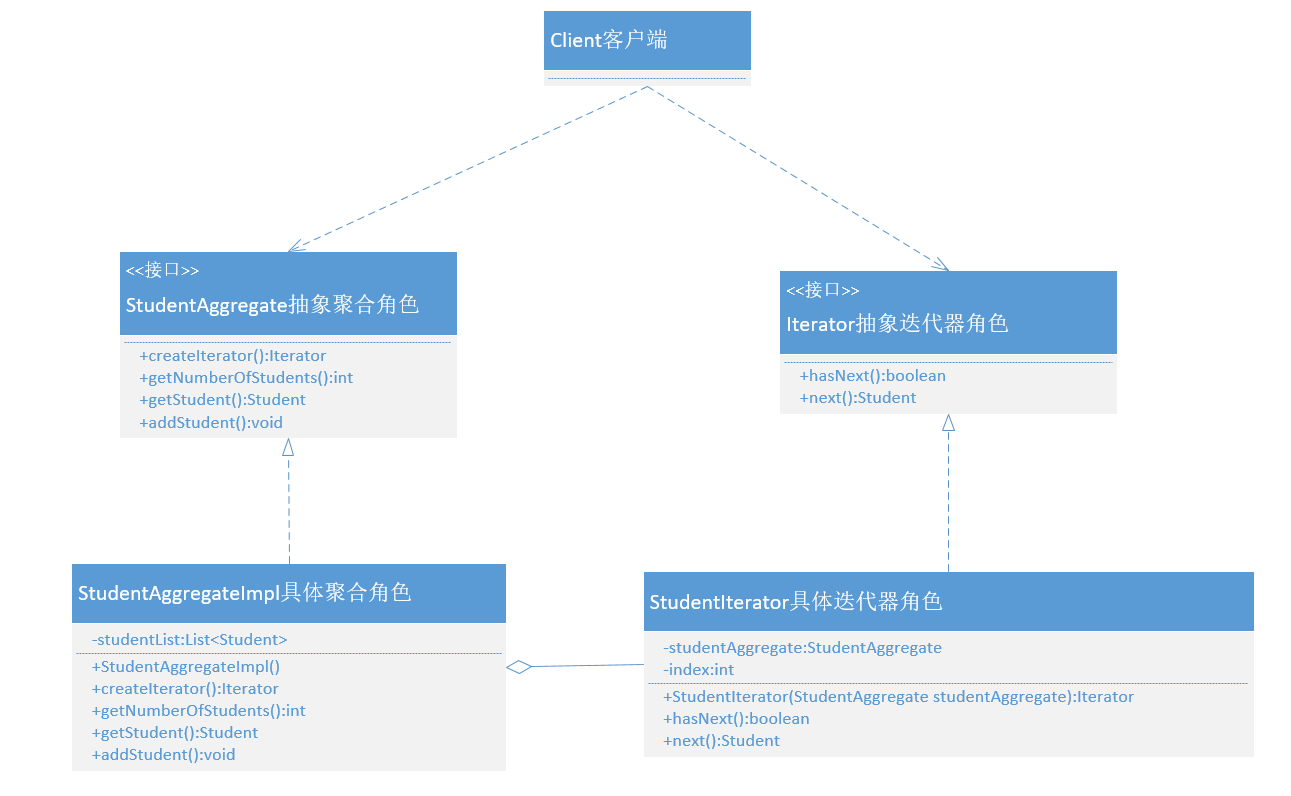 Client客户端
<<接口>>
StudentAggregate抽象聚合角色
+createIterator():Iterator
+getNumberOfStudents():int
+getStudent():Student
+addStudent():void
<<接口>>
Iterator抽象迭代器角色
+hasNext():boolean
+next():Student
StudentAggregateImpl具体聚合角色
-studentList:List<Student>
+StudentAggregateImpl()
+createIterator():Iterator
+getNumberOfStudents():int
+getStudent():Student
+addStudent():void
StudentIterator具体迭代器角色
-studentAggregate:StudentAggregate
-index:int
+StudentIterator(StudentAggregate studentAggregate):Iterator
+hasNext():boolean
+next():Student